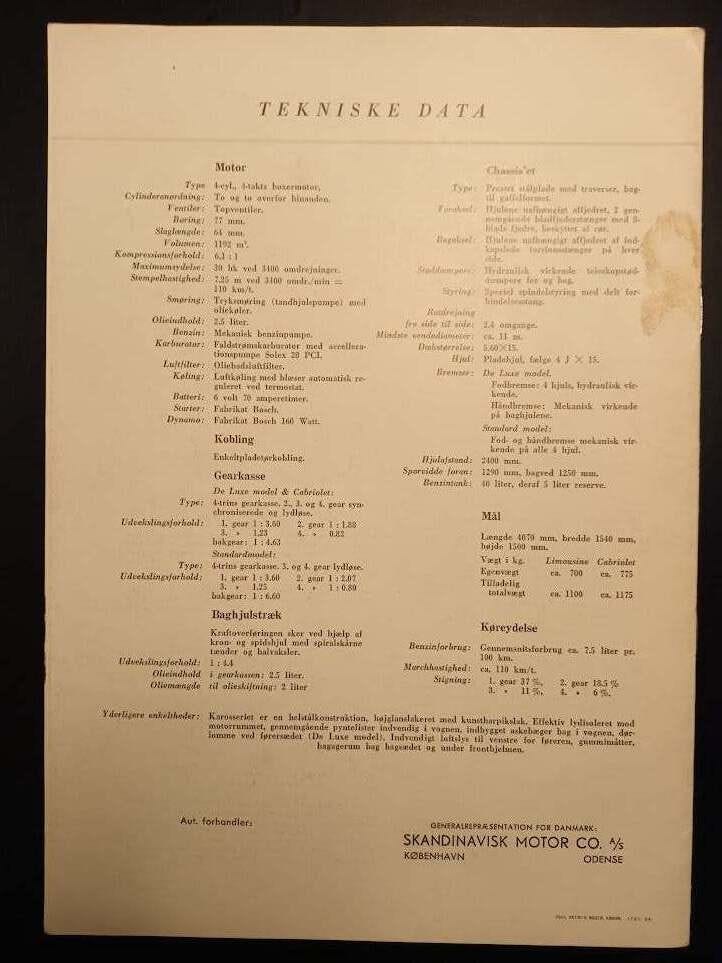 TEKNISKE DATA
Motor
Type 4-cyl., 4-takts boxermotor.
Cylinderanordning: To og to overfor hinanden.
Ventiler: Topventiler.
Boring: 77 mm.
Slaglængde: 64 mm.
Volumen: 1192 m³.
Kompressionsforhold: 6,1 : 1
Maximumsydelse: 30 hk ved 3400 omdrejninger.
Stempelhastighed: 7.25 m ved 3400 omdr./min =
110 km/t.
Smøring: Tryksmøring (tandhjulspumpe) med
oliekøler.
Olieindhold: 2.5 liter.
Benzin: Mekanisk benzinpumpe.
Karburator: Faldstrømskarburator med accellera-
tionspumpe Solex 28 PCI.
Luftfilter: Oliebadsluftfilter.
Køling: Luftkøling med blæser automatisk re-
guleret ved termostat.
Batteri: 6 volt 70 amperetimer.
Starter: Fabrikat Bosch.
Dynamo: Fabrikat Bosch 160 Watt.
Kobling
Enkeltpladetørkobling.
Gearkasse
De Luxe model & Cabriolet:
Type: 4-trins gearkasse. 2., 3. og 4. gear syn-
chroniserede og lydløse.
Udvekslingsforhold: 1. gear 1 : 3.60 2. gear 1 : 1.88
3. » 1.23 4. » 0.82
bakgear: 1 : 4.63
Standardmodel:
Type: 4-trins gearkasse. 3. og 4. gear lydløse.
Udvekslingsforhold: 1. gear 1 : 3.60 2. gear 1 : 2.07
3. » 1.25 4. » 1 : 0.80
bakgear: 1 : 6.60
Baghjulstræk
Kraftoverføringen sker ved hjælp af
kron- og spidshjul med spiralskårne
tænder og halvaksler.
Udvekslingsforhold: 1 : 4.4
Olieindhold i gearkassen: 2.5 liter.
Oliemængde til olieskiftning: 2 liter
Chassis'et
Type: Presset stålplade med traverser, bag-
til gaffelformet.
Foraksel: Hjulene uafhængigt affjedret, 2 gen-
nemgående bladfjederstænger med 8-
blads fjedre, beskyttet af rør.
Bagaksel: Hjulene uafhængigt affjedret af ind-
kapslede torsionsstænger på hver
side.
Støddæmpere: Hydraulisk virkende teleskopstød-
dæmpere for og bag.
Styring: Speciel spindelstyring med delt for-
bindelsesstang.
Ratdrejning
fra side til side: 2.4 omgange.
Mindste vendediameter: ca. 11 m.
Dækstørrelse: 5.60×15.
Hjul: Pladehjul, fælge 4 J × 15.
Bremser: De Luxe model.
Fodbremse: 4 hjuls, hydraulisk vir-
kende.
Håndbremse: Mekanisk virkende
på baghjulene.
Standard model:
Fod- og håndbremse mekanisk vir-
kende på alle 4 hjul.
Hjulafstand: 2400 mm.
Sporvidde foran: 1290 mm, bagved 1250 mm.
Benzintank: 40 liter, deraf 5 liter reserve.
Mål
Længde 4070 mm, bredde 1540 mm,
højde 1500 mm.
Vægt i kg. Limousine Cabriolet
Egenvægt ca. 700 ca. 775
Tilladelig
totalvægt ca. 1100 ca. 1175
Køreydelse
Benzinforbrug: Gennemsnitsforbrug ca. 7.5 liter pr.
100 km.
Marchhastighed: ca. 110 km/t.
Stigning: 1. gear 37 %, 2. gear 18.5 %
3. » 11 %, 4. » 6 %.
Yderligere enkeltheder: Karosseriet er en helstålkonstruktion, højglanslakeret med kunstharpikslak. Effektiv lydisoleret mod
motorrummet, gennemgående pyntelister indvendig i vognen, indbygget askebæger bag i vognen, dør-
lomme ved førersædet (De Luxe model). Indvendigt loftslys til venstre for føreren, gummimåtter,
bagagerum bag bagsædet og under fronthjelmen.
Aut. forhandler:
GENERALREPRÆSENTATION FOR DANMARK:
SKANDINAVISK MOTOR CO. A/S
KØBENHAVN ODENSE